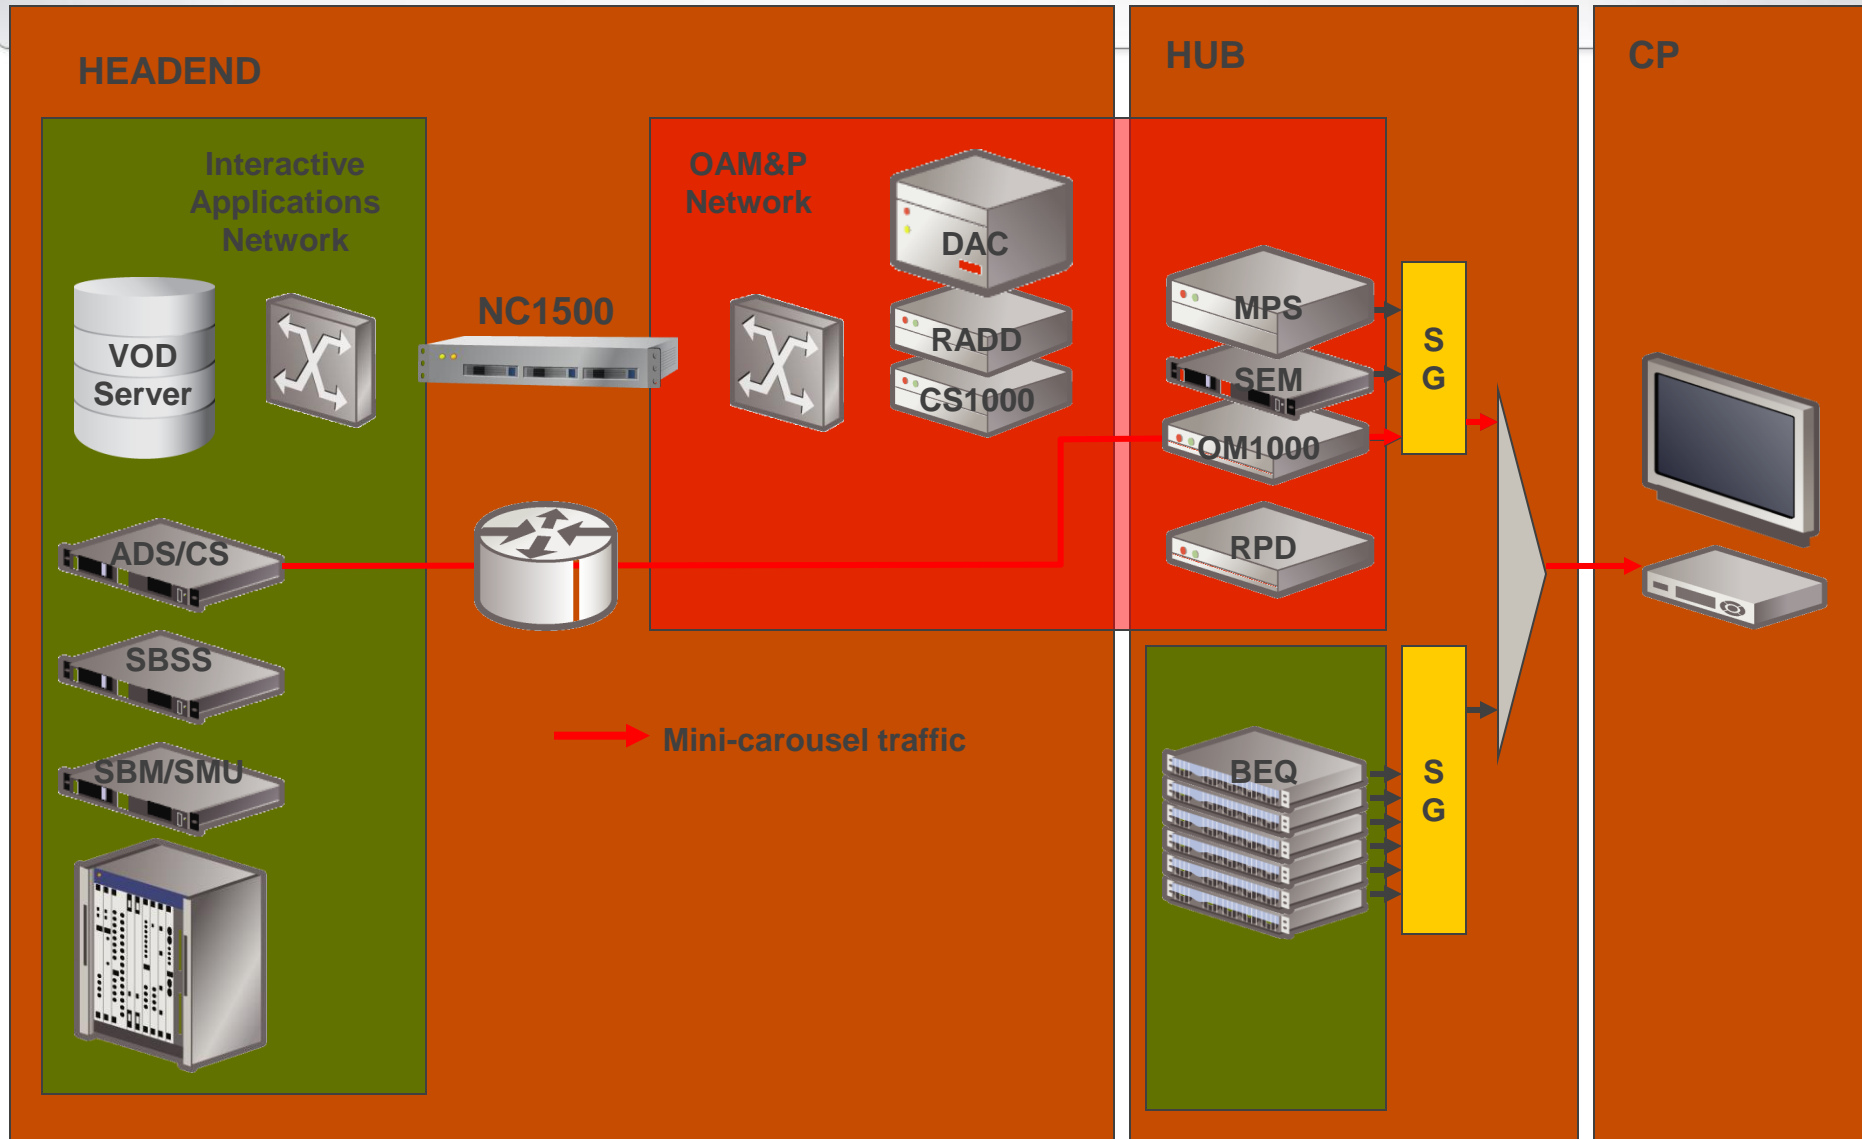 HEADEND
HUB
CP
Interactive
Applications
Network
OAM&P
Network
DAC
NC1500
MPS
RADD
VOD
Server
SEM
CS1000
S
G
OM1000
ADS/CS
RPD
SBSS
Mini-carousel traffic
SBM/SMU
BEQ
S
G